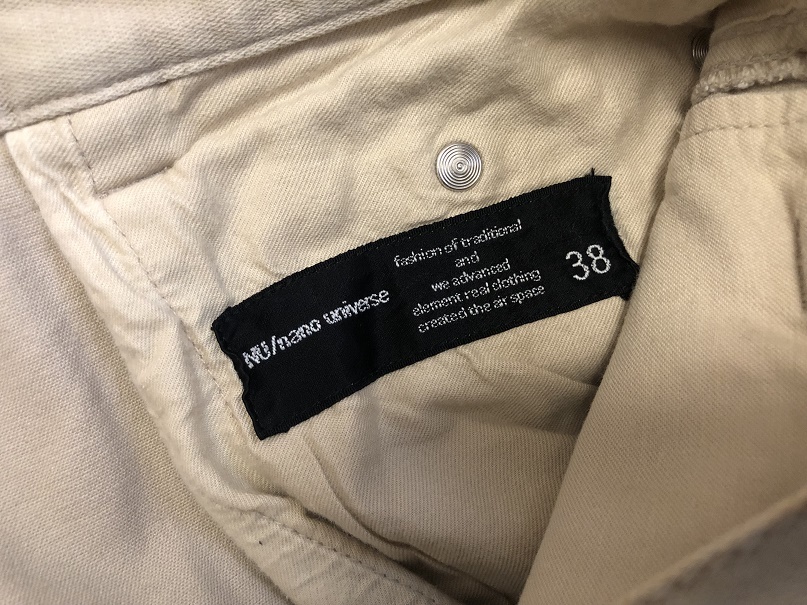 NU/nano universe
fashion of traditional
and
we advanced
element real clothing
created the air space
38